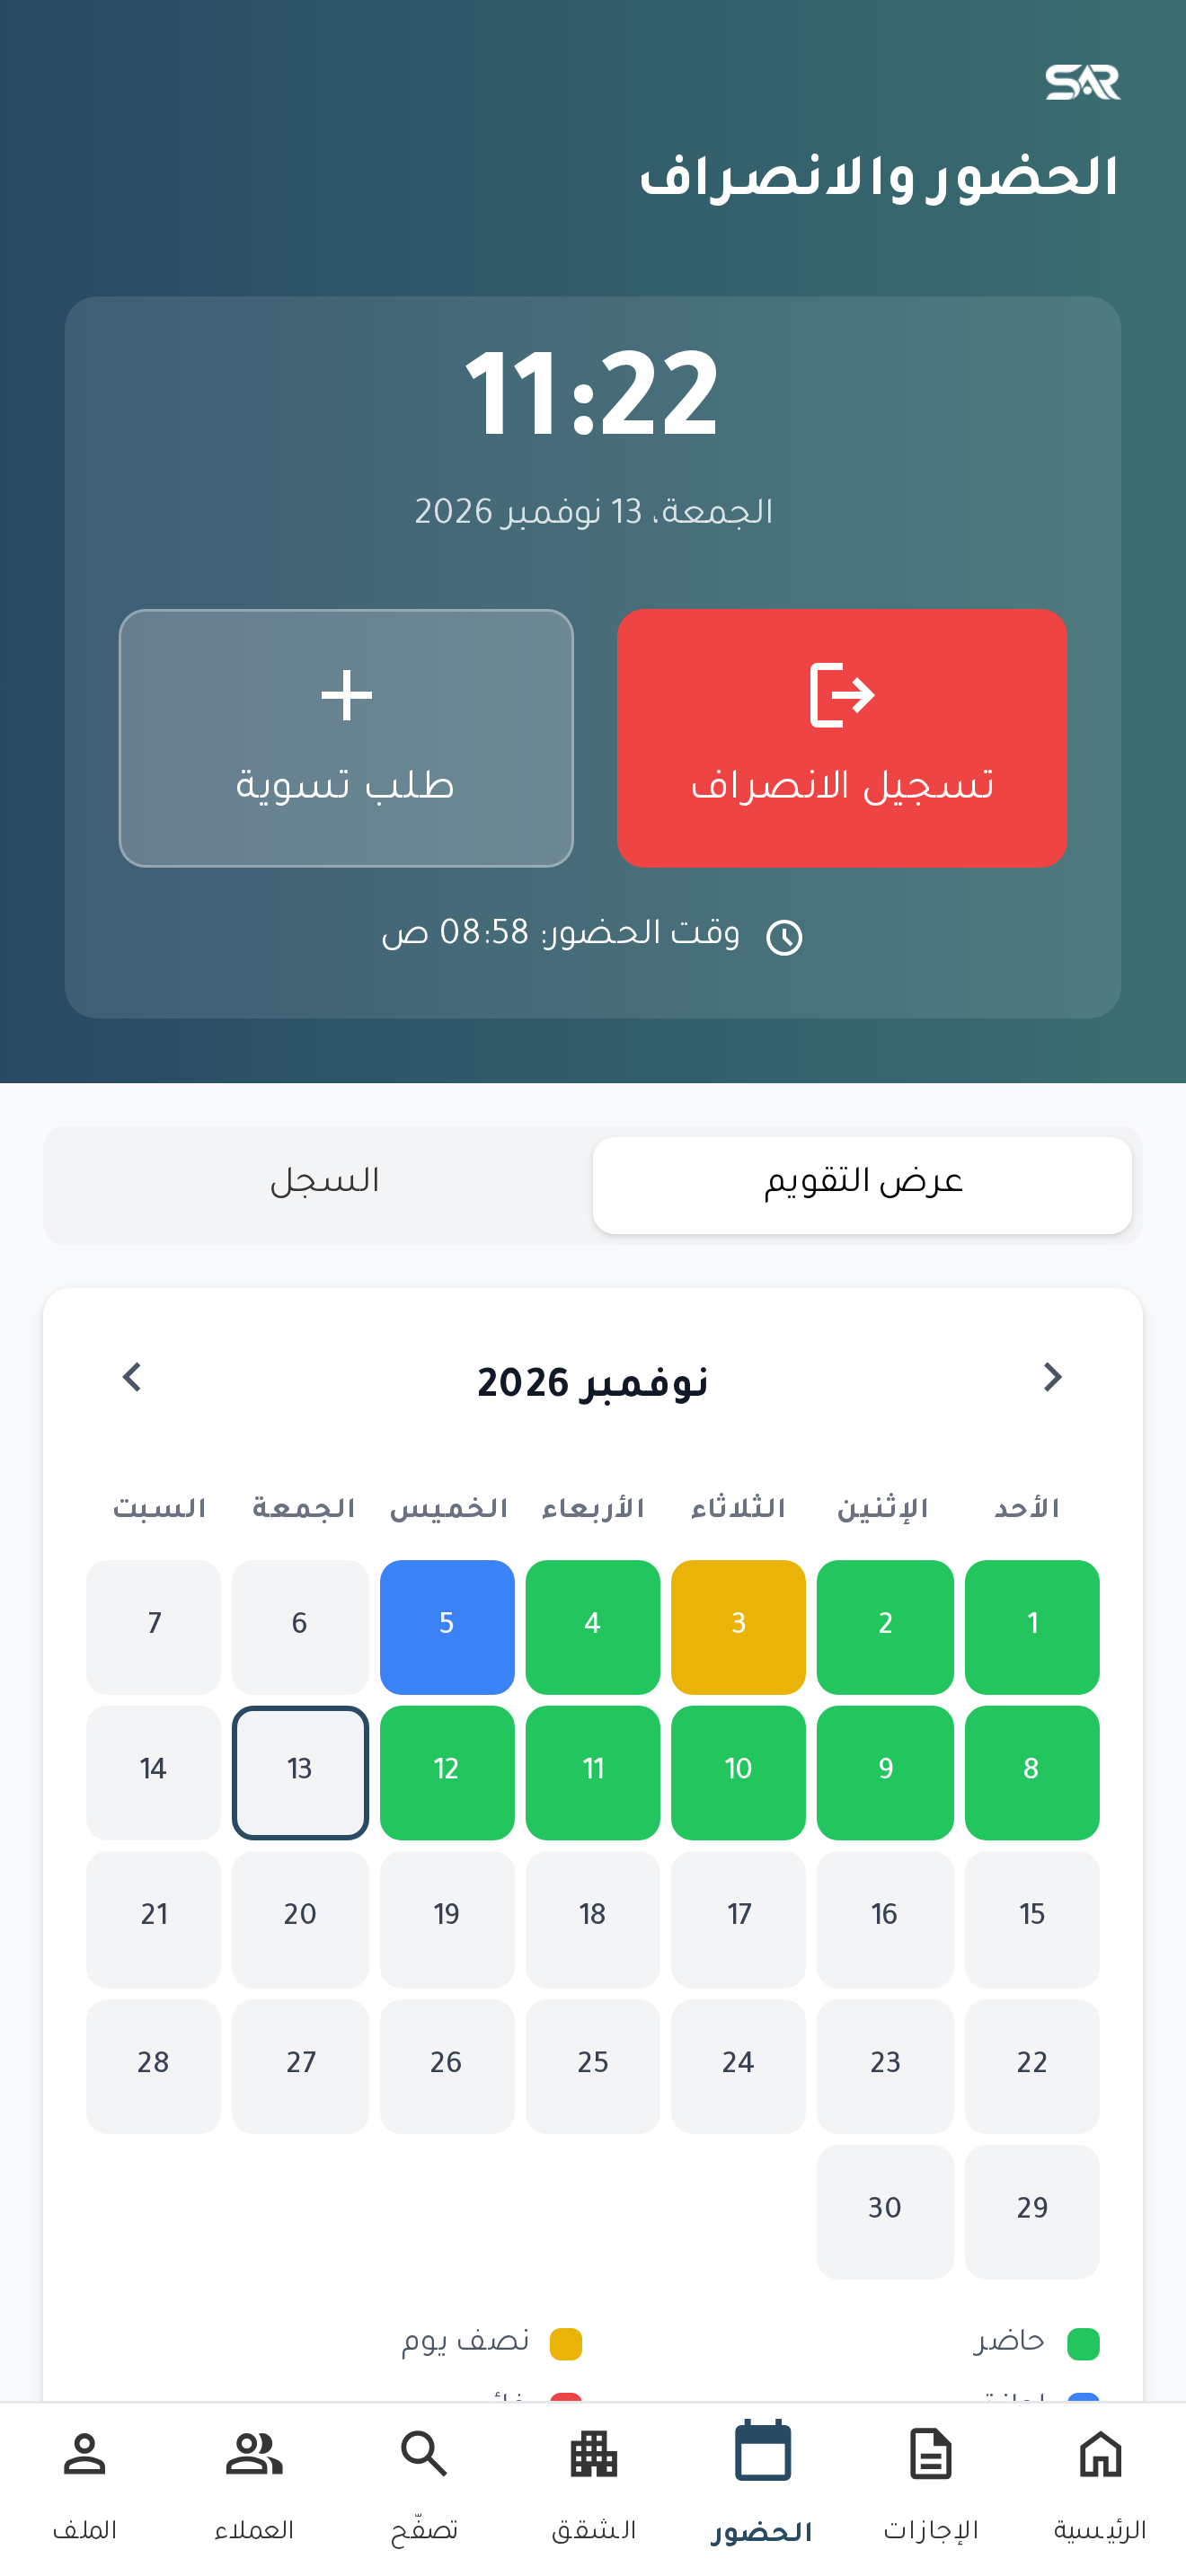 SAR
الحضور والانصراف
11:22
الجمعة، 13 نوفمبر 2026
تسجيل الانصراف
طلب تسوية
وقت الحضور: 08:58 ص
عرض التقويم
السجل
نوفمبر 2026
الأحد الإثنين الثلاثاء الأربعاء الخميس الجمعة السبت
1 2 3 4 5 6 7
8 9 10 11 12 13 14
15 16 17 18 19 20 21
22 23 24 25 26 27 28
29 30
حاضر
نصف يوم
الرئيسية
الإجازات
الحضور
الشقق
تصفّح
العملاء
الملف